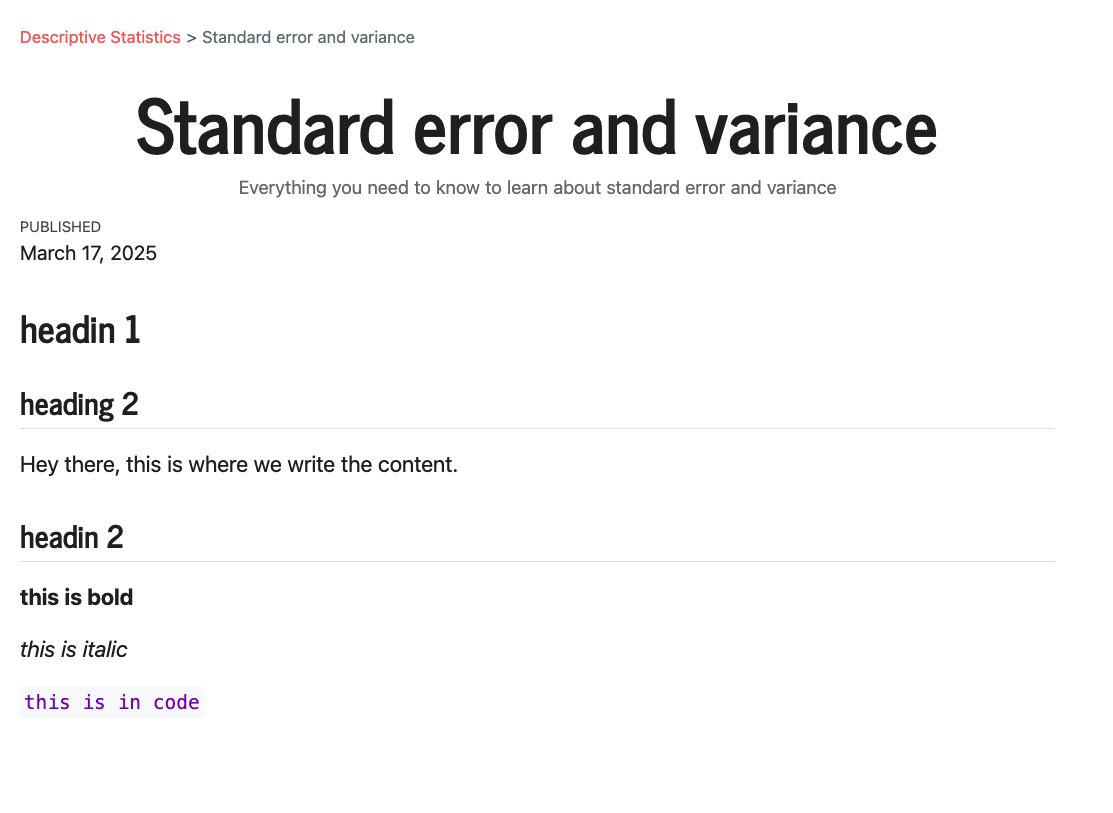 Descriptive Statistics > Standard error and variance
Standard error and variance
Everything you need to know to learn about standard error and variance
PUBLISHED
March 17, 2025
headin 1
heading 2
Hey there, this is where we write the content.
headin 2
this is bold
this is italic
this is in code